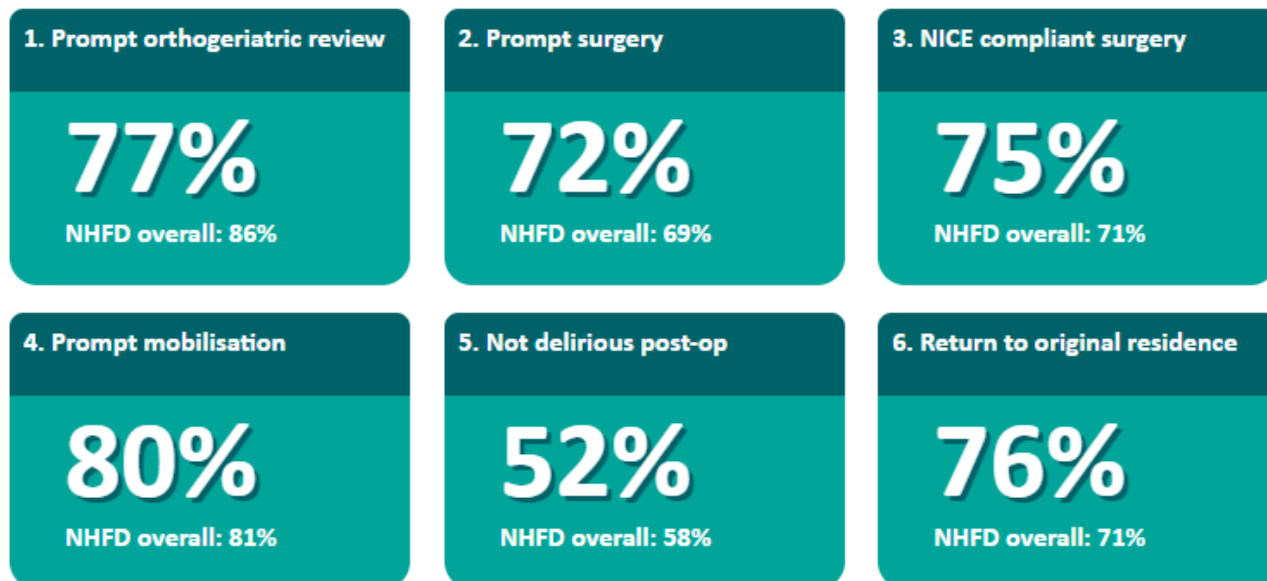 1. Prompt orthogeriatric review
77%
NHFD overall: 86%
2. Prompt surgery
72%
NHFD overall: 69%
3. NICE compliant surgery
75%
NHFD overall: 71%
4. Prompt mobilisation
80%
NHFD overall: 81%
5. Not delirious post-op
52%
NHFD overall: 58%
6. Return to original residence
76%
NHFD overall: 71%